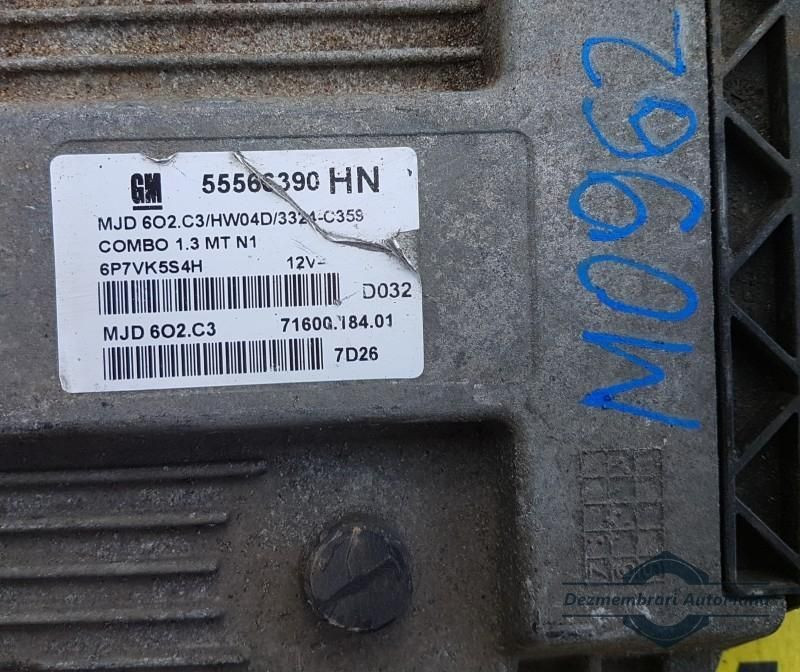 GM 55566390 HN
MJD 6O2.C3/HW04D/3324-C359
COMBO 1.3 MT N1
6P7VK5S4H 12V
D032
MJD 6O2.C3 71600.184.01
7D26
M0962
Dezmembrari